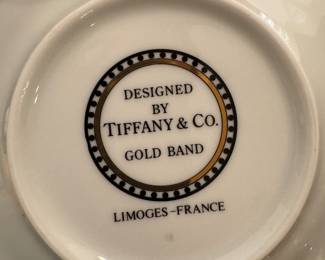 DESIGNED
BY
TIFFANY & CO.
GOLD BAND
LIMOGES-FRANCE